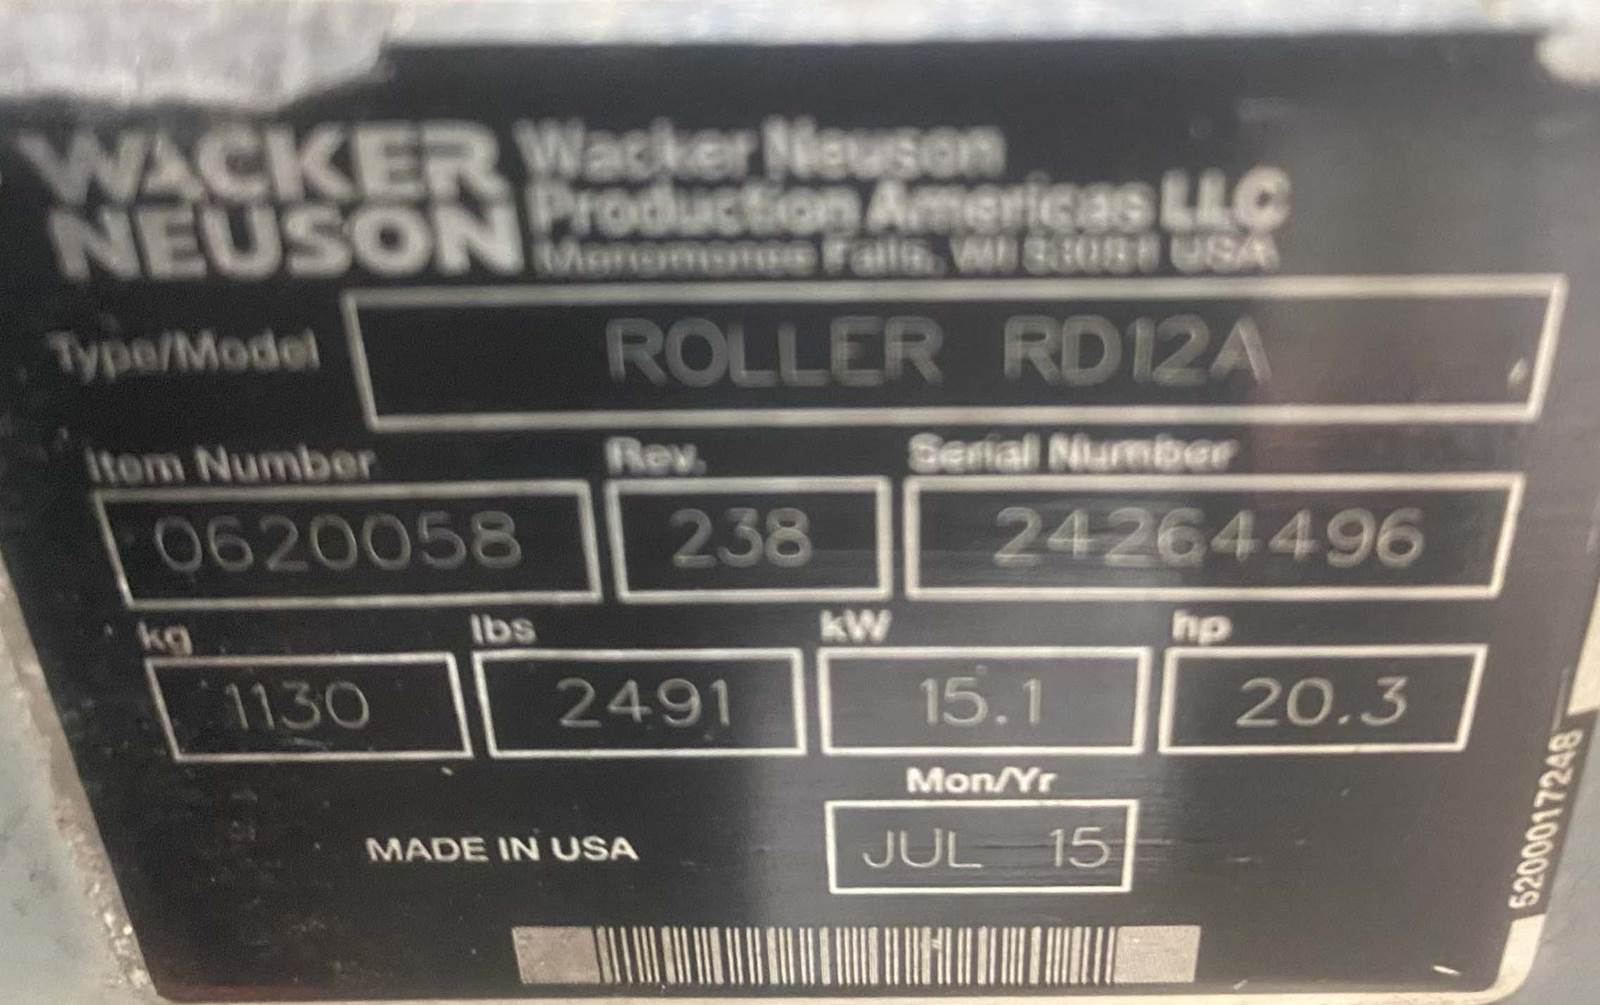 WACKER
NEUSON
Wacker Neuson
Production Americas LLC
Menomonee Falls, WI 53051 USA
Type/Model
ROLLER RD12A
Item Number Rev. Serial Number
0620058 238 24264496
kg lbs kW hp
1130 2491 15.1 20.3
Mon/Yr
MADE IN USA JUL 15
5200017248